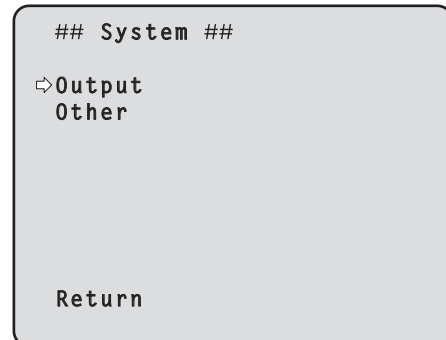 ## System ##
⇨Output
Other
Return